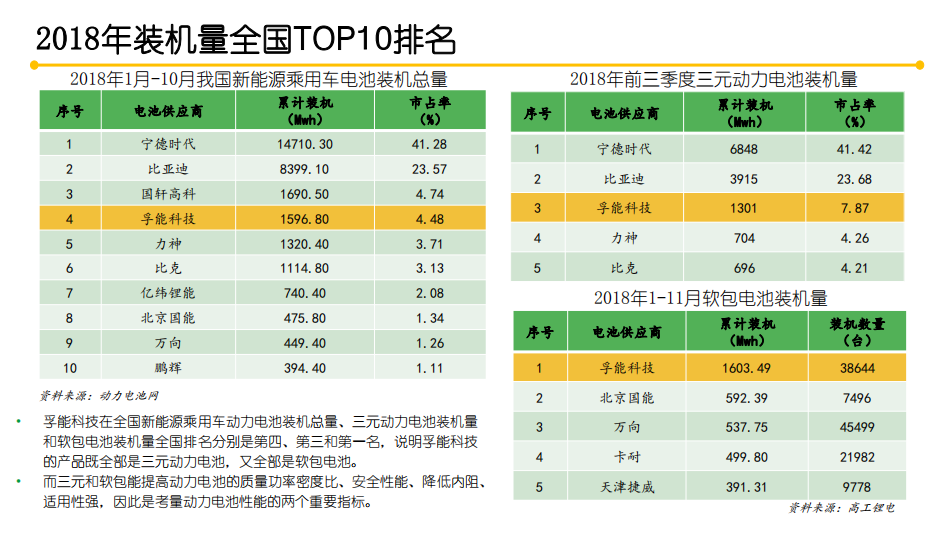 2018年装机量全国TOP10排名
2018年1月-10月我国新能源乘用车电池装机总量
序号 电池供应商 累计装机（Mwh） 市占率（%）
1 宁德时代 14710.30 41.28
2 比亚迪 8399.10 23.57
3 国轩高科 1690.50 4.74
4 孚能科技 1596.80 4.48
5 力神 1320.40 3.71
6 比克 1114.80 3.13
7 亿纬锂能 740.40 2.08
8 北京国能 475.80 1.34
9 万向 449.40 1.26
10 鹏辉 394.40 1.11
资料来源：动力电池网
• 孚能科技在全国新能源乘用车动力电池装机总量、三元动力电池装机量
和软包电池装机量全国排名分别是第四、第三和第一名，说明孚能科技
的产品既全部是三元动力电池，又全部是软包电池。
• 而三元和软包能提高动力电池的质量功率密度比、安全性能、降低内阻、
适用性强，因此是考量动力电池性能的两个重要指标。
2018年前三季度三元动力电池装机量
序号 电池供应商 累计装机（Mwh） 市占率（%）
1 宁德时代 6848 41.42
2 比亚迪 3915 23.68
3 孚能科技 1301 7.87
4 力神 704 4.26
5 比克 696 4.21
2018年1-11月软包电池装机量
序号 电池供应商 累计装机（Mwh） 装机数量（台）
1 孚能科技 1603.49 38644
2 北京国能 592.39 7496
3 万向 537.75 45499
4 卡耐 499.80 21982
5 天津捷威 391.31 9778
资料来源：高工锂电